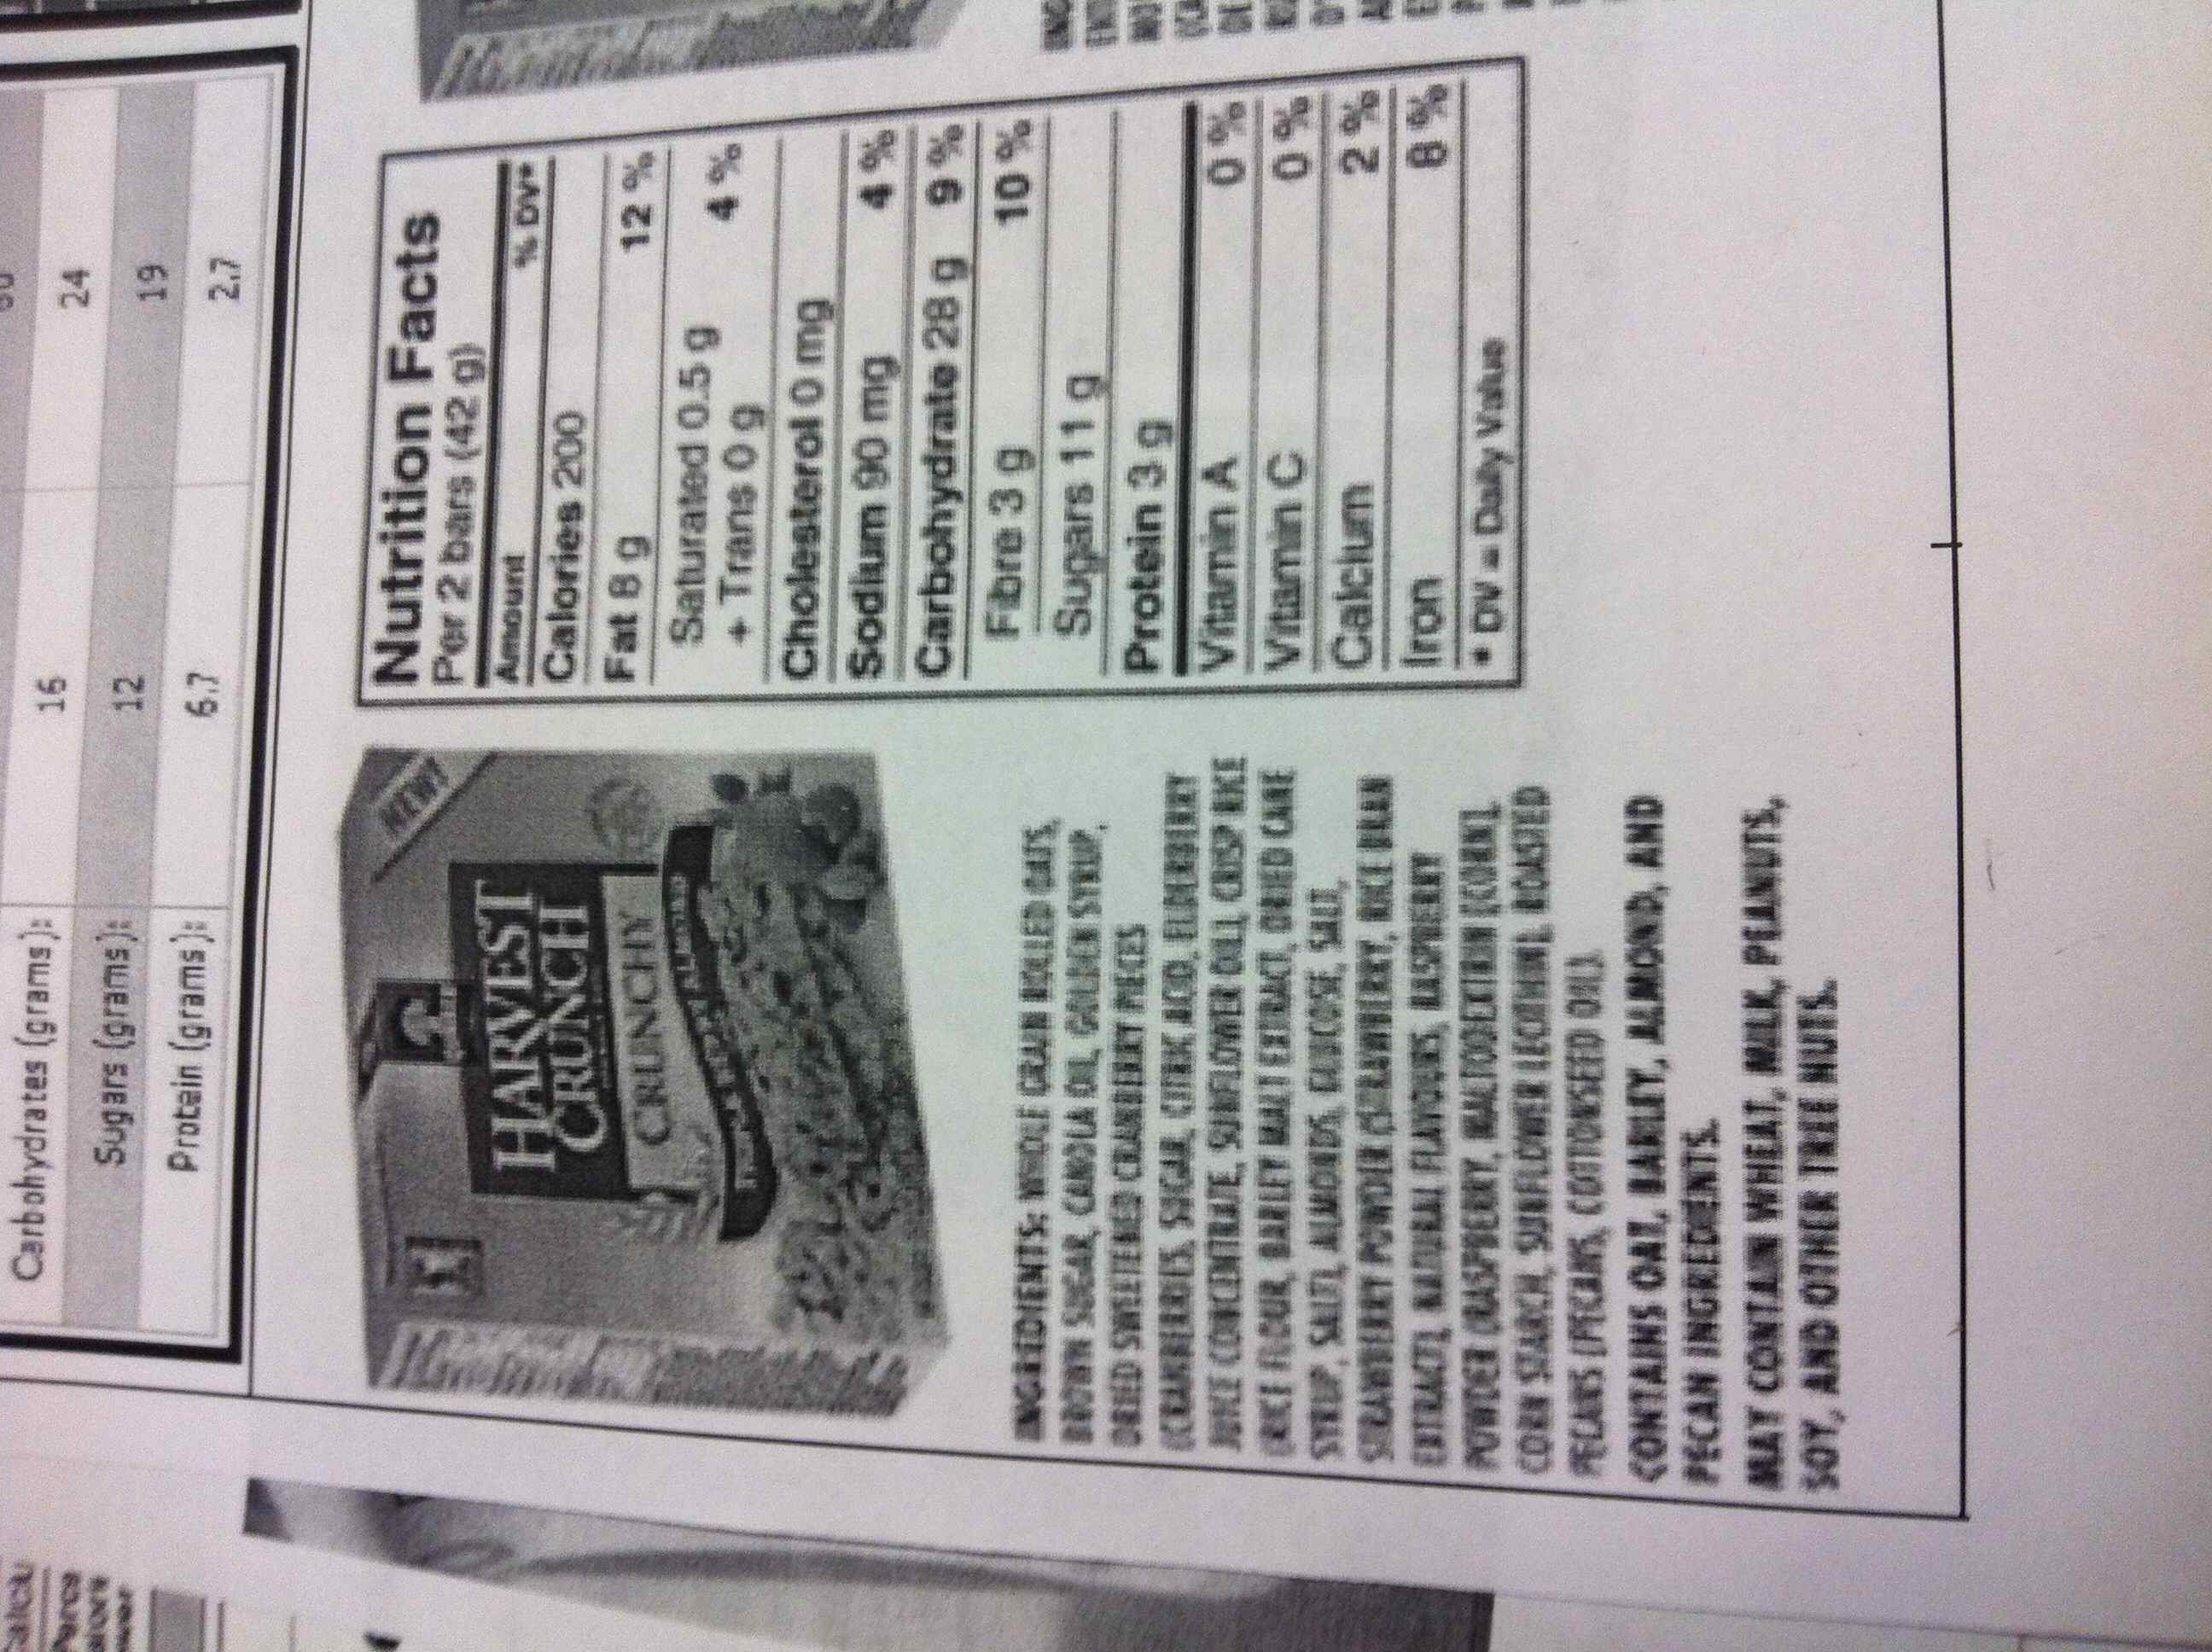 Carbohydrates (grams): 16 24
Sugars (grams): 12 19
Protein (grams): 6.7 2.7
NEW!
HARVEST
CRUNCH
CRUNCHY
TRIPLE BERRY ALMOND
INGREDIENTS: WHOLE GRAIN ROLLED OATS,
BROWN SUGAR, CANOLA OIL, GOLDEN SYRUP,
DRIED SWEETENED CRANBERRY PIECES
(CRANBERRIES, SUGAR, CITRIC ACID, ELDERBERRY
JUICE CONCENTRATE, SUNFLOWER OIL), CRISP RICE
(RICE FLOUR, BARLEY MALT EXTRACT, DRIED CANE
SYRUP, SALT), ALMONDS, GLUCOSE, SALT,
STRAWBERRY POWDER (STRAWBERRY, RICE BRAN
EXTRACT), NATURAL FLAVOURS, RASPBERRY
POWDER (RASPBERRY, MALTODEXTRIN [CORN],
CORN STARCH, SUNFLOWER LECITHIN), ROASTED
PECANS (PECANS, COTTONSEED OIL).
CONTAINS OAT, BARLEY, ALMOND, AND
PECAN INGREDIENTS.
MAY CONTAIN WHEAT, MILK, PEANUTS,
SOY, AND OTHER TREE NUTS.
Nutrition Facts
Per 2 bars (42 g)
Amount % DV*
Calories 200
Fat 8 g 12 %
Saturated 0.5 g
+ Trans 0 g 4 %
Cholesterol 0 mg
Sodium 90 mg 4 %
Carbohydrate 28 g 9 %
Fibre 3 g 10 %
Sugars 11 g
Protein 3 g
Vitamin A 0 %
Vitamin C 0 %
Calcium 2 %
Iron 8 %
* DV = Daily Value